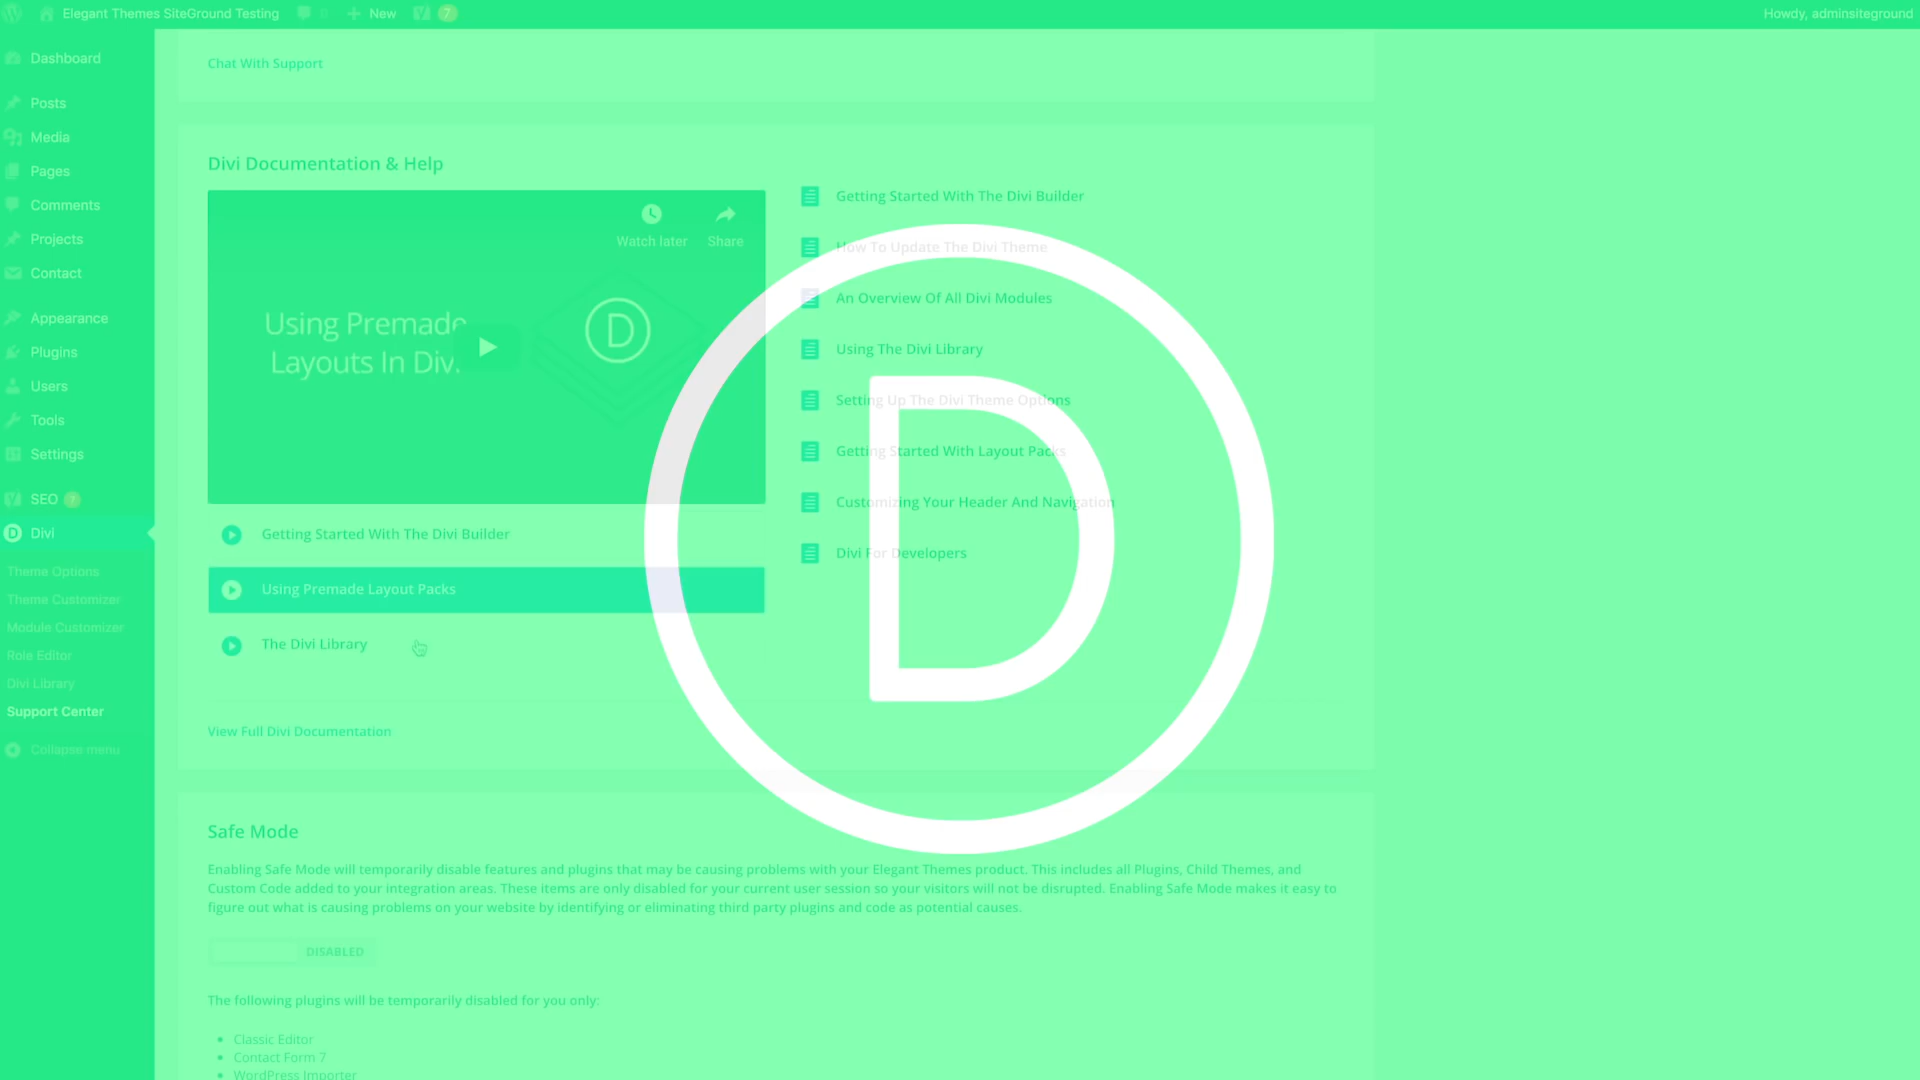 Elegant Themes SiteGround Testing 0 New 7 Howdy, adminsiteground
Dashboard
Posts
Media
Pages
Comments
Projects
Contact
Appearance
Plugins
Users
Tools
Settings
SEO 7
Divi
Theme Options
Theme Customizer
Module Customizer
Role Editor
Divi Library
Support Center
Collapse menu
Chat With Support
Divi Documentation & Help
Watch later Share
Using Premade
Layouts In Div
D
Getting Started With The Divi Builder
Using Premade Layout Packs
The Divi Library
Getting Started With The Divi Builder
How To Update The Divi Theme
An Overview Of All Divi Modules
Using The Divi Library
Setting Up The Divi Theme Options
Getting Started With Layout Packs
Customizing Your Header And Navigation
Divi For Developers
D
View Full Divi Documentation
Safe Mode
Enabling Safe Mode will temporarily disable features and plugins that may be causing problems with your Elegant Themes product. This includes all Plugins, Child Themes, and
Custom Code added to your integration areas. These items are only disabled for your current user session so your visitors will not be disrupted. Enabling Safe Mode makes it easy to
figure out what is causing problems on your website by identifying or eliminating third party plugins and code as potential causes.
DISABLED
The following plugins will be temporarily disabled for you only:
Classic Editor
Contact Form 7
WordPress Importer